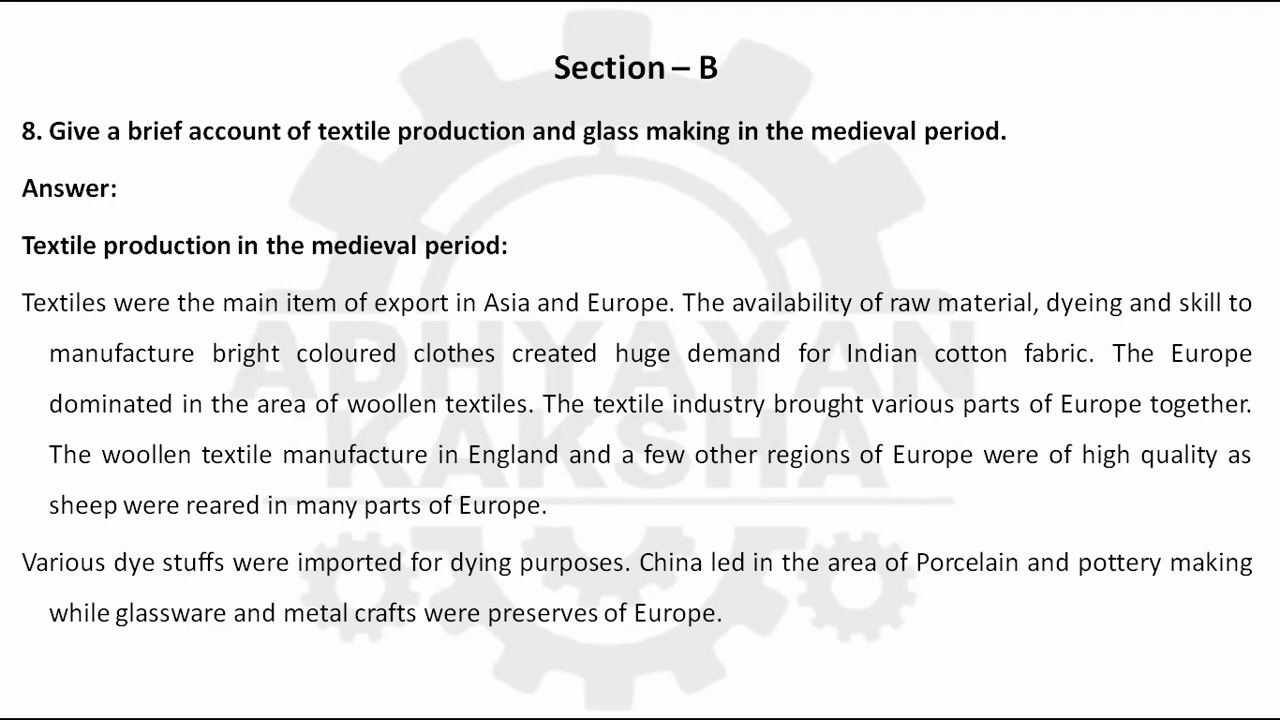 Section – B
8. Give a brief account of textile production and glass making in the medieval period.
Answer:
Textile production in the medieval period:
Textiles were the main item of export in Asia and Europe. The availability of raw material, dyeing and skill to
manufacture bright coloured clothes created huge demand for Indian cotton fabric. The Europe
dominated in the area of woollen textiles. The textile industry brought various parts of Europe together.
The woollen textile manufacture in England and a few other regions of Europe were of high quality as
sheep were reared in many parts of Europe.
Various dye stuffs were imported for dying purposes. China led in the area of Porcelain and pottery making
while glassware and metal crafts were preserves of Europe.
ADHYAYAN
KAKSHA